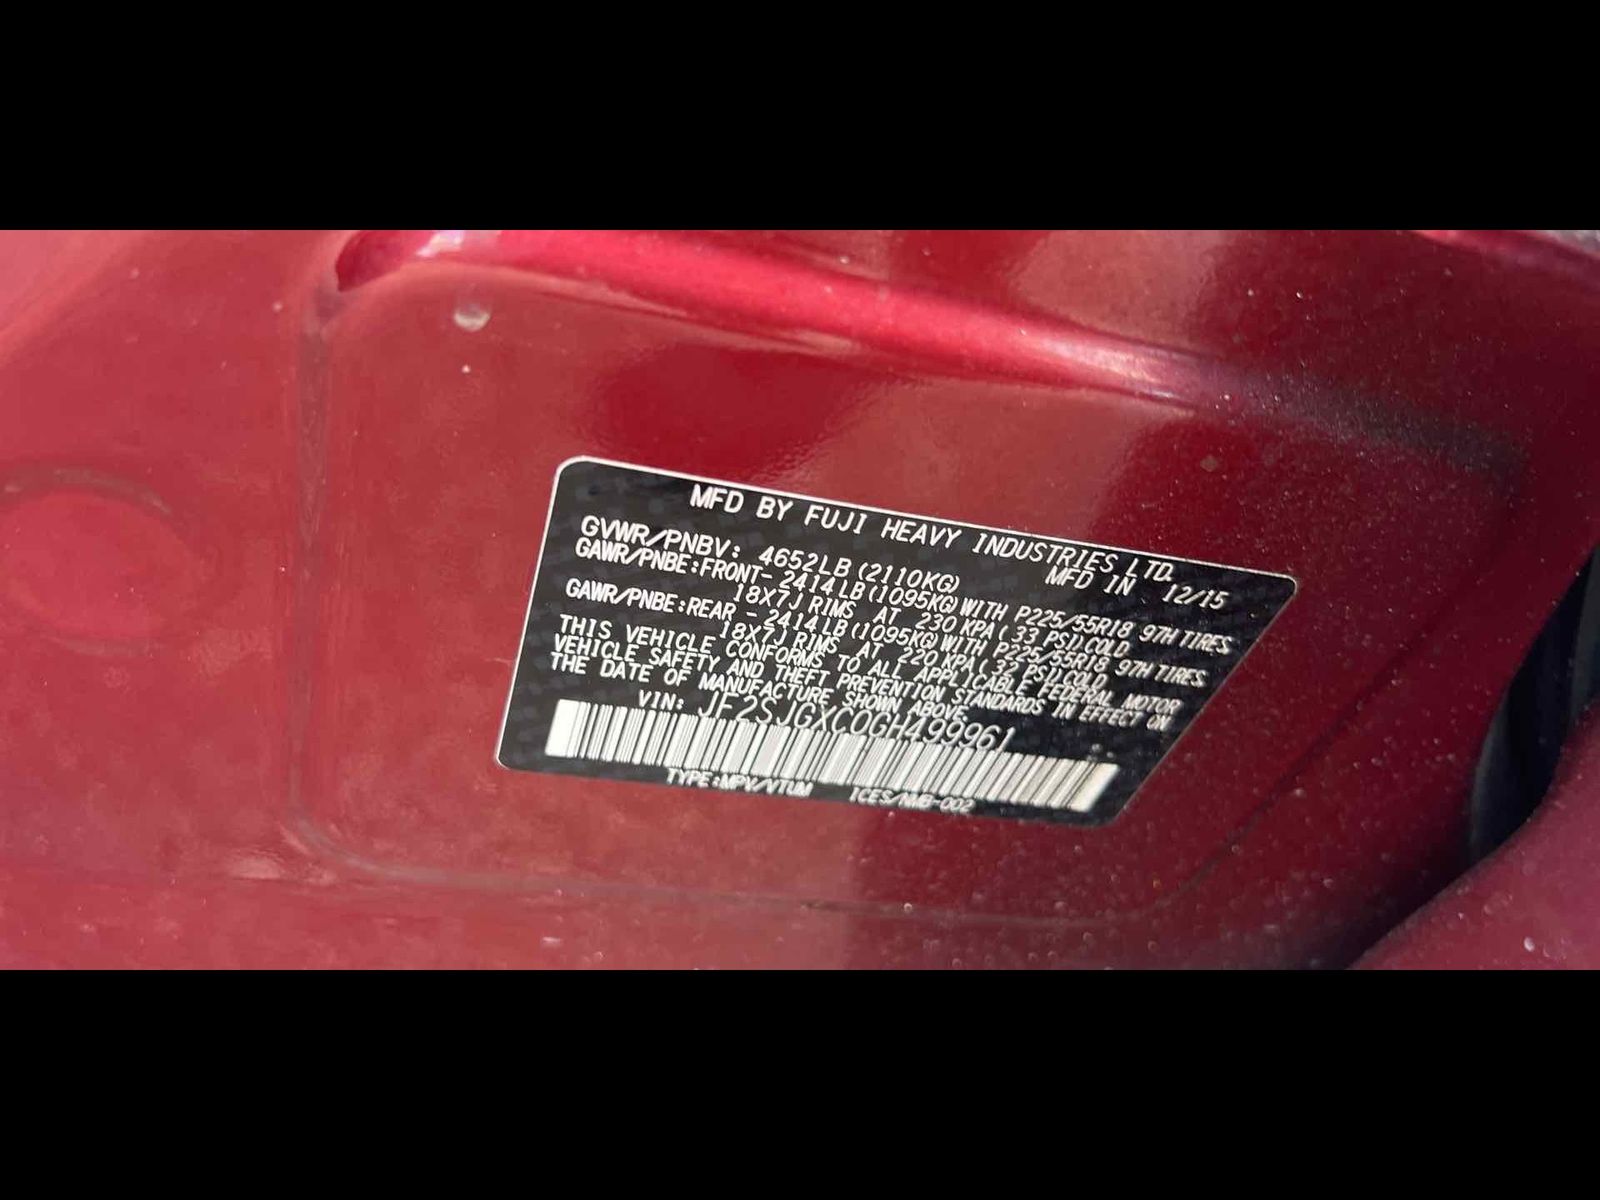 MFD BY FUJI HEAVY INDUSTRIES LTD.
GVWR/PNBV: 4652LB(2110KG) MFD IN 12/15
GAWR/PNBE:FRONT- 2414LB(1095KG)WITH P225/55R18 97H TIRES
18X7J RIMS AT 230 KPA(33 PSI)COLD
GAWR/PNBE:REAR - 2414LB(1095KG)WITH P225/55R18 97H TIRES
18X7J RIMS AT 220 KPA(32 PSI)COLD
THIS VEHICLE CONFORMS TO ALL APPLICABLE FEDERAL MOTOR
VEHICLE SAFETY AND THEFT PREVENTION STANDARDS IN EFFECT ON
THE DATE OF MANUFACTURE SHOWN ABOVE.
VIN: JF2SJGXC0GH499961
TYPE:MPV/VTUM ICES/NMB-002